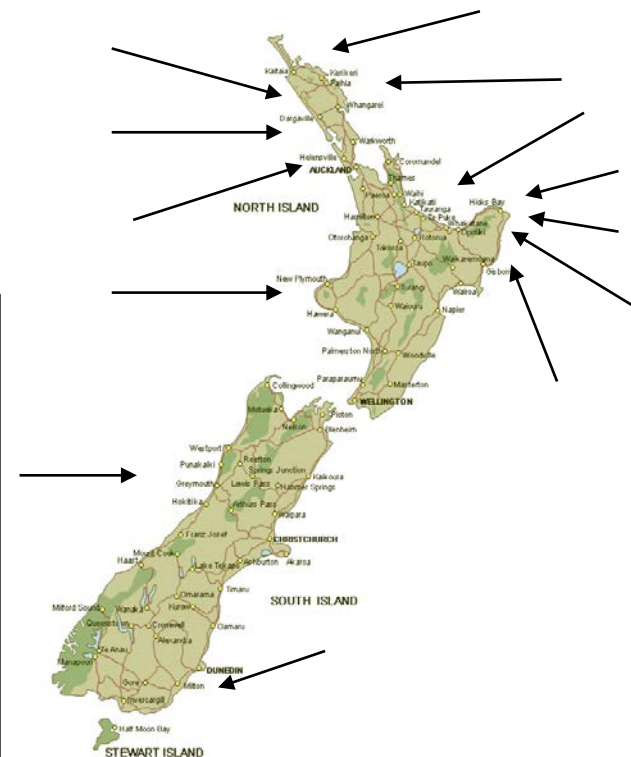 Kaitaia
Kerikeri
Paihia
Whangarei
Dargaville
Warkworth
Helensville
Coromandel
AUCKLAND
Thames
Paeroa
Waihi
Katikati
Hicks Bay
NORTH ISLAND
Tauranga
Hamilton
Te Puke
Whakatane
Opotiki
Otorohanga
Rotorua
Tokoroa
Waikaremoana
Taupo
Gisborne
New Plymouth
Turangi
Wairoa
Waiouru
Napier
Hawera
Wanganui
Palmerston North
Woodville
Paraparaumu
Masterton
Collingwood
WELLINGTON
Motueka
Picton
Nelson
Blenheim
Westport
Reefton
Punakaiki
Springs Junction
Kaikoura
Greymouth
Lewis Pass
Hanmer Springs
Hokitika
Arthurs Pass
Waipara
Franz Josef
CHRISTCHURCH
Mount Cook
Haast
Lake Tekapo
Ashburton
Akaroa
Timaru
Omarama
SOUTH ISLAND
Milford Sound
Wanaka
Kurow
Queenstown
Cromwell
Oamaru
Alexandra
Te Anau
Manapouri
DUNEDIN
Gore
Milton
Invercargill
Half Moon Bay
STEWART ISLAND